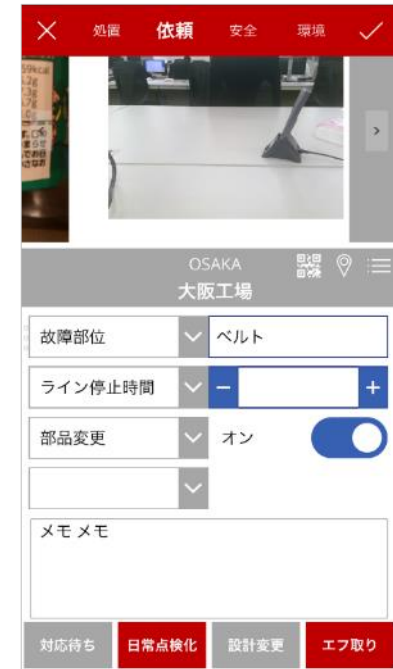 処置 依頼 安全 環境
OSAKA
大阪工場
故障部位 ベルト
ライン停止時間 − +
部品変更 オン
メモ メモ
対応待ち 日常点検化 設計変更 エフ取り